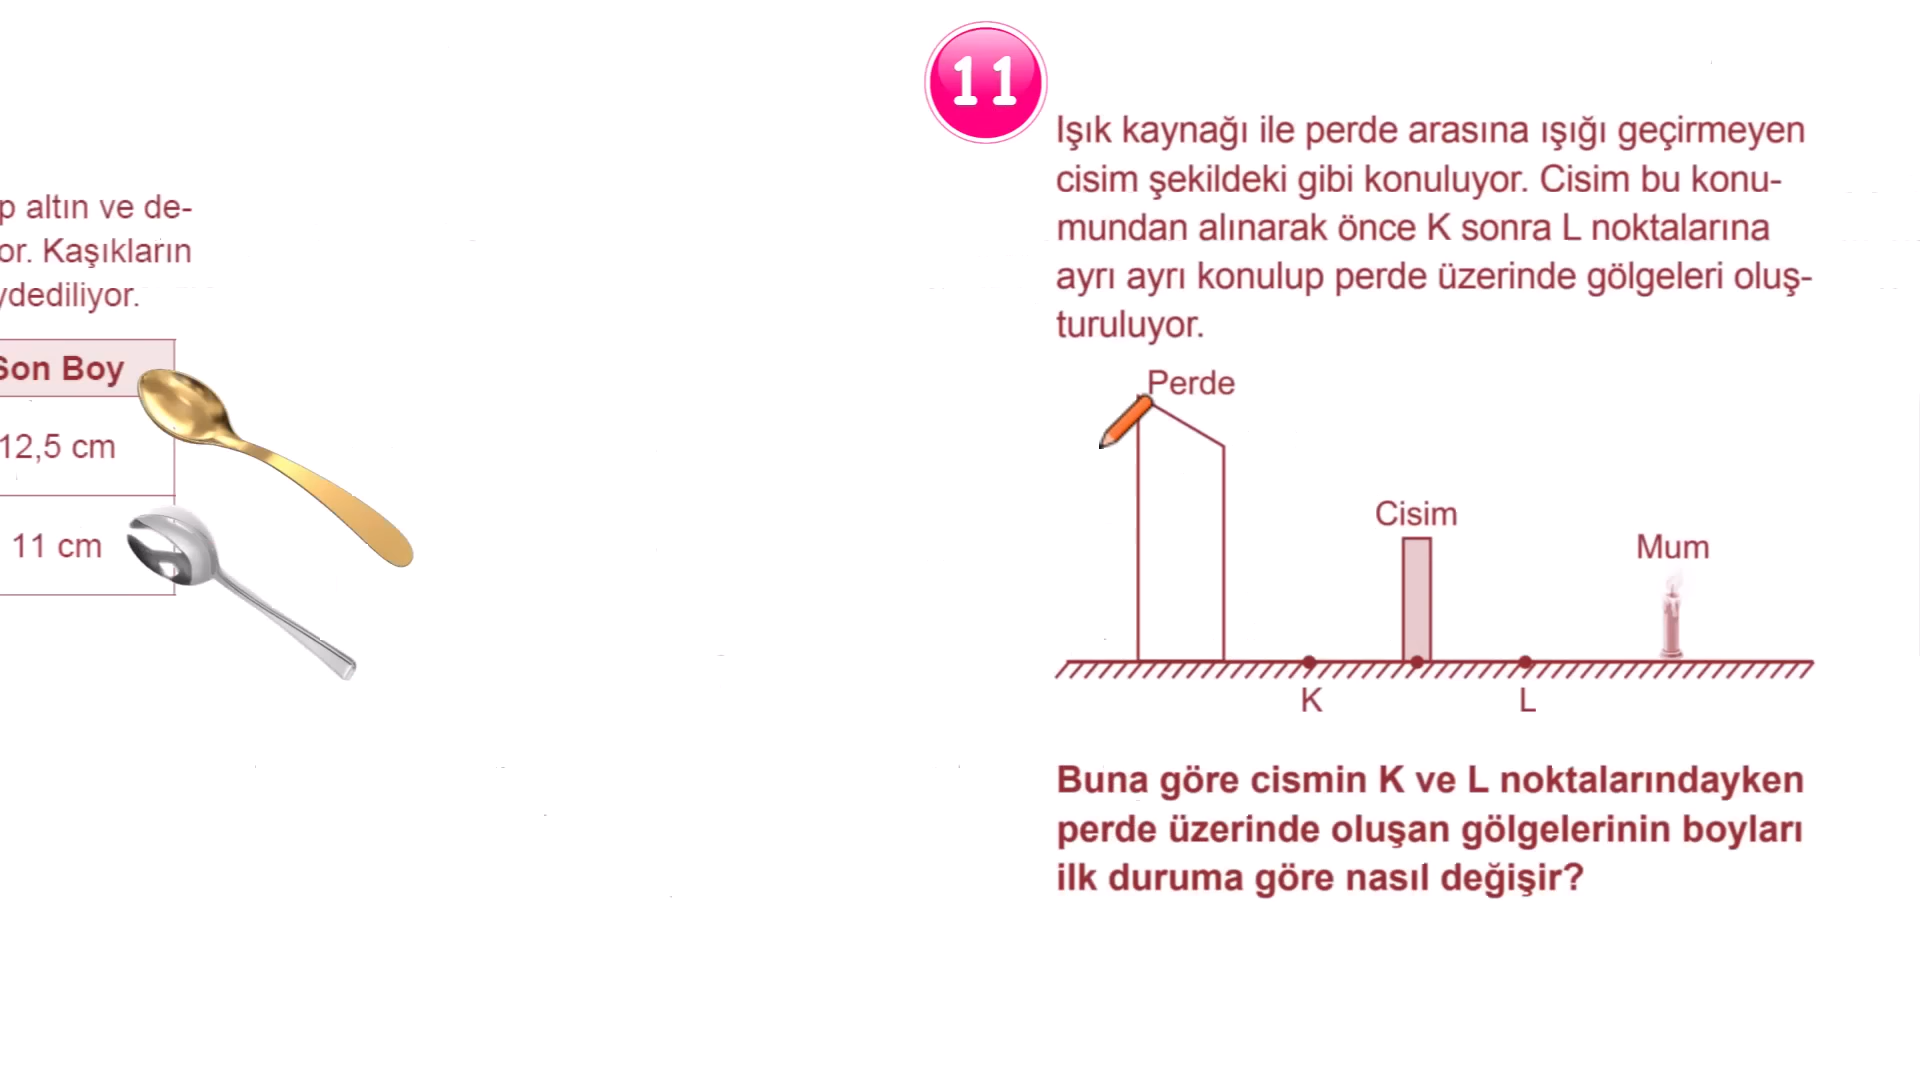 p altın ve de-
or. Kaşıkların
ydediliyor.
Son Boy
12,5 cm
11 cm
11
Işık kaynağı ile perde arasına ışığı geçirmeyen
cisim şekildeki gibi konuluyor. Cisim bu konu-
mundan alınarak önce K sonra L noktalarına
ayrı ayrı konulup perde üzerinde gölgeleri oluş-
turuluyor.
Perde
Cisim
Mum
K
L
Buna göre cismin K ve L noktalarındayken
perde üzerinde oluşan gölgelerinin boyları
ilk duruma göre nasıl değişir?